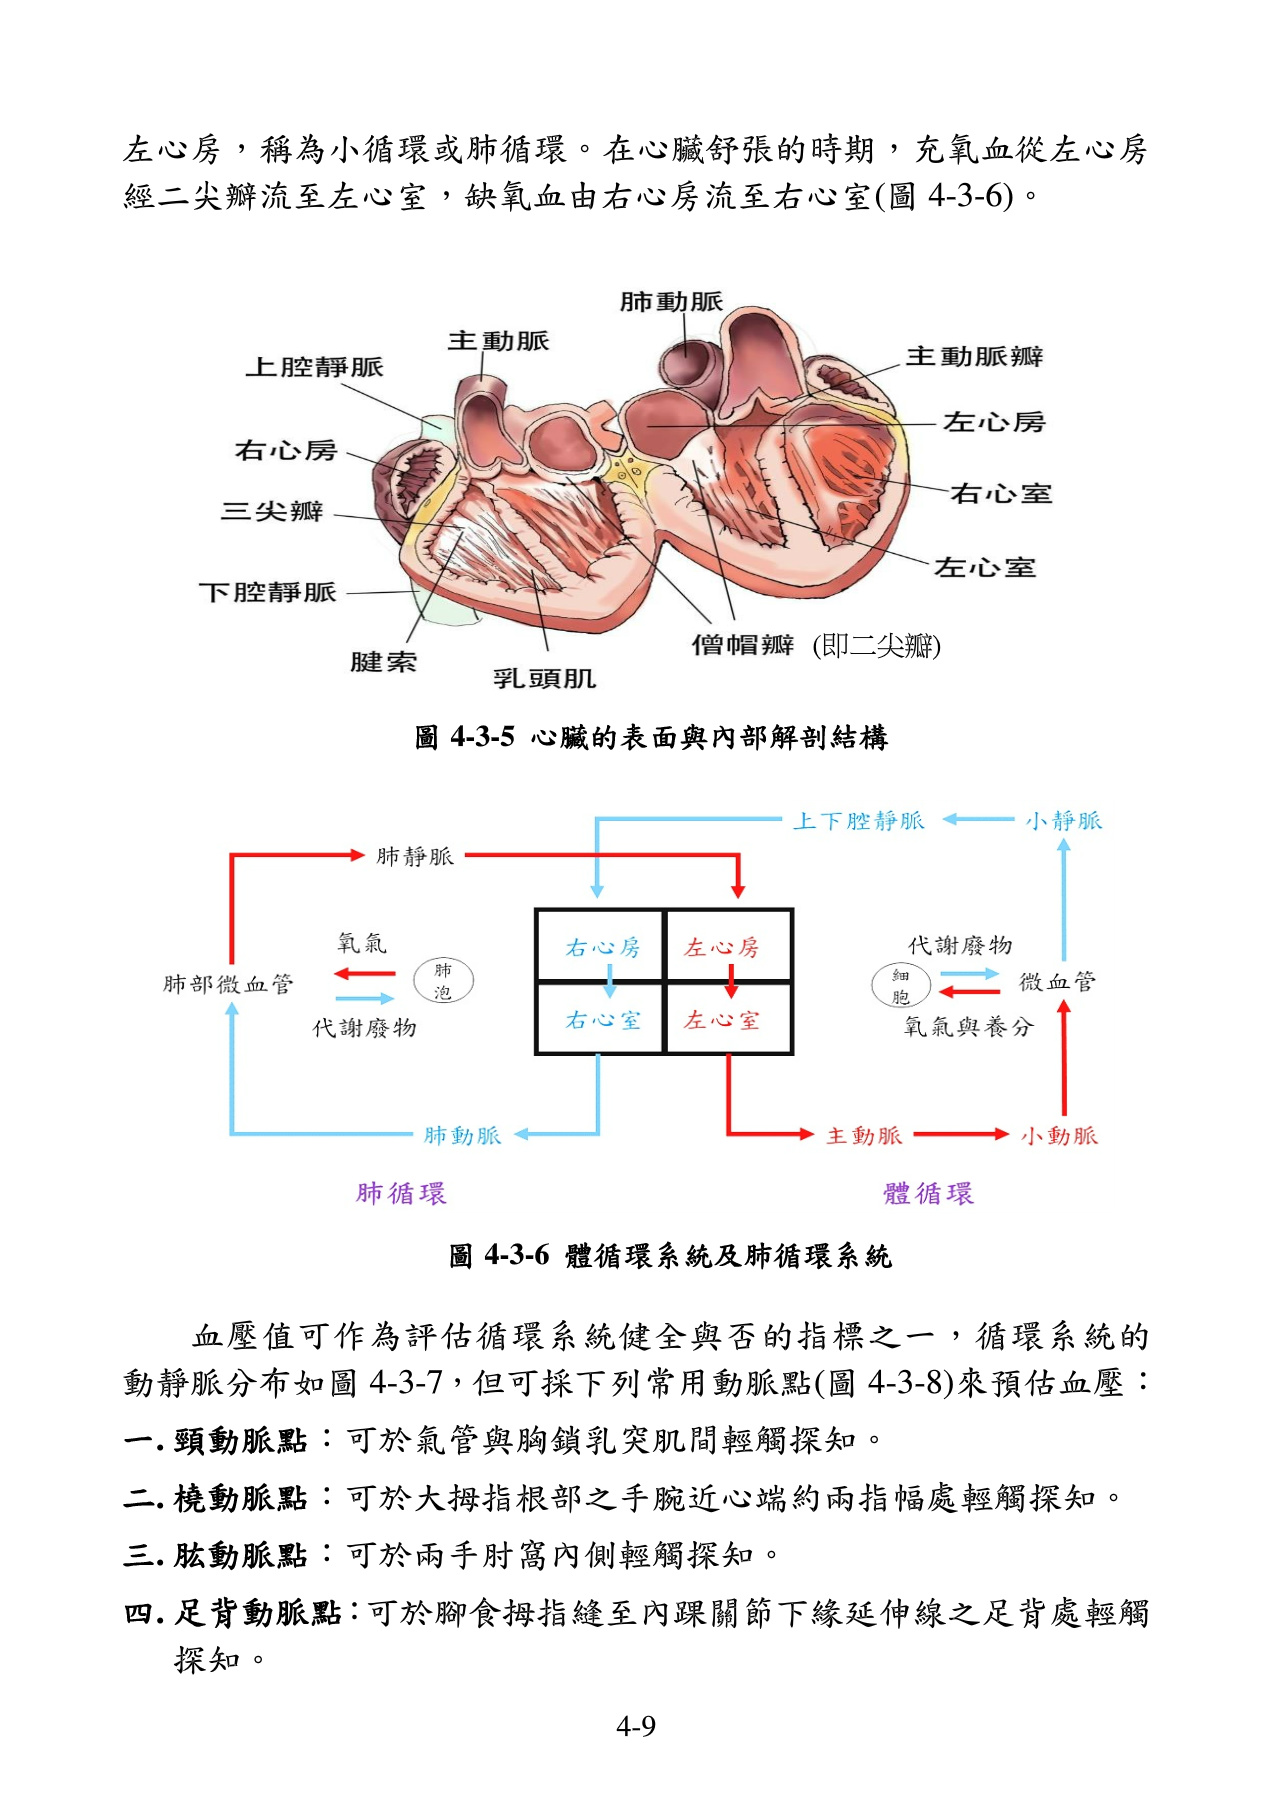 左心房，稱為小循環或肺循環。在心臟舒張的時期，充氧血從左心房
經二尖瓣流至左心室，缺氧血由右心房流至右心室(圖 4-3-6)。
肺動脈
主動脈
上腔靜脈
主動脈瓣
左心房
右心房
右心室
三尖瓣
左心室
下腔靜脈
僧帽瓣 (即二尖瓣)
腱索
乳頭肌
圖 4-3-5 心臟的表面與內部解剖結構
上下腔靜脈
小靜脈
肺靜脈
氧氣
右心房
左心房
代謝廢物
肺部微血管
肺
泡
細
胞
微血管
代謝廢物
右心室
左心室
氧氣與養分
肺動脈
主動脈
小動脈
肺循環
體循環
圖 4-3-6 體循環系統及肺循環系統
血壓值可作為評估循環系統健全與否的指標之一，循環系統的
動靜脈分布如圖 4-3-7，但可採下列常用動脈點(圖 4-3-8)來預估血壓：
一. 頸動脈點：可於氣管與胸鎖乳突肌間輕觸探知。
二. 橈動脈點：可於大拇指根部之手腕近心端約兩指幅處輕觸探知。
三. 肱動脈點：可於兩手肘窩內側輕觸探知。
四. 足背動脈點：可於腳食拇指縫至內踝關節下緣延伸線之足背處輕觸
探知。
4-9